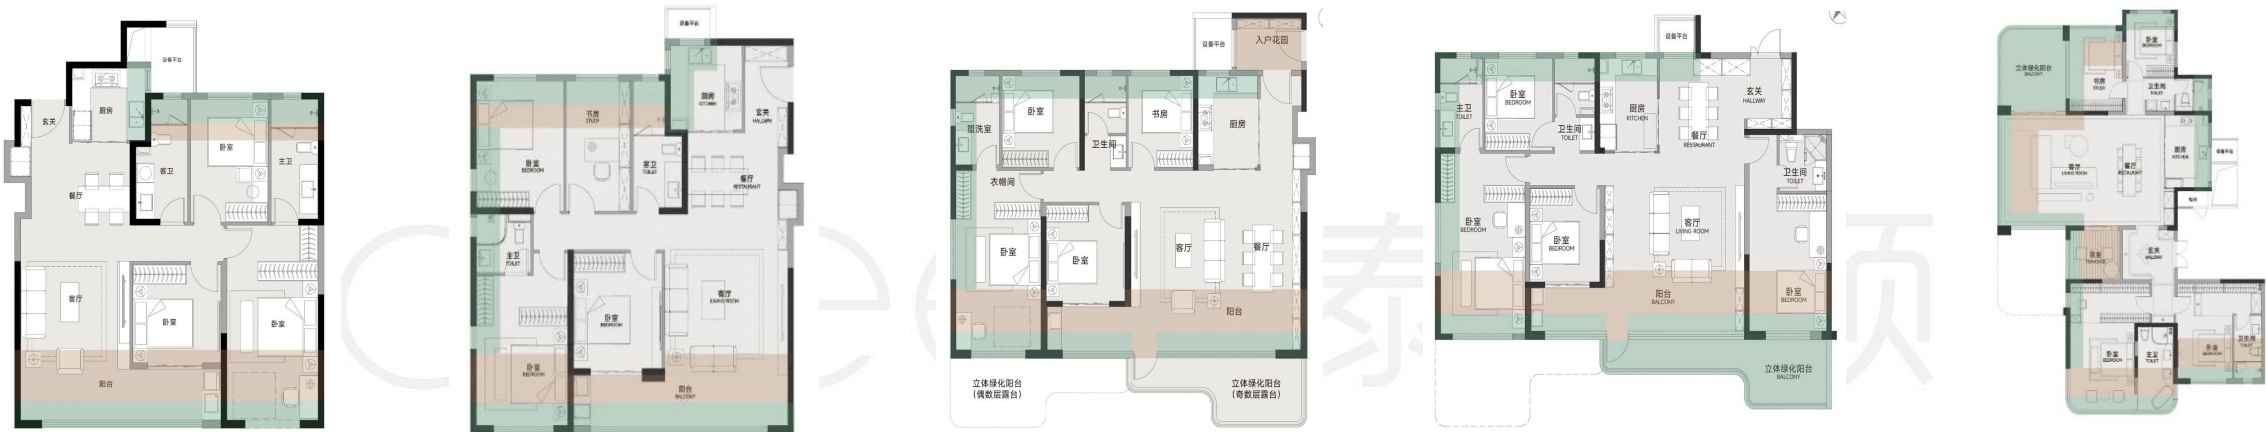 设备平台
厨房
玄关
餐厅
客卫
卧室
主卫
客厅
卧室
卧室
阳台
设备平台
厨房
KITCHEN
玄关
HALLWAY
卧室
BEDROOM
书房
STUDY
客卫
TOILET
餐厅
RESTAURANT
主卫
TOILET
卧室
BEDROOM
客厅
LIVING ROOM
卧室
BEDROOM
阳台
BALCONY
设备平台
入户花园
盥洗室
卧室
卫生间
书房
厨房
衣帽间
卧室
卧室
客厅
餐厅
阳台
立体绿化阳台
(偶数层露台)
立体绿化阳台
(奇数层露台)
设备平台
主卫
TOILET
卧室
BEDROOM
卫生间
TOILET
厨房
KITCHEN
餐厅
RESTAURANT
玄关
HALLWAY
卫生间
TOILET
卧室
BEDROOM
卧室
BEDROOM
客厅
LIVING ROOM
卧室
BEDROOM
阳台
BALCONY
立体绿化阳台
BALCONY
立体绿化阳台
BALCONY
书房
STUDY
卧室
BEDROOM
卫生间
TOILET
客厅
LIVING ROOM
餐厅
RESTAURANT
厨房
KITCHEN
设备平台
玄关
HALLWAY
卧室
BEDROOM
主卫
TOILET
卧室
BEDROOM
卫生间
TOILET
泰
顶